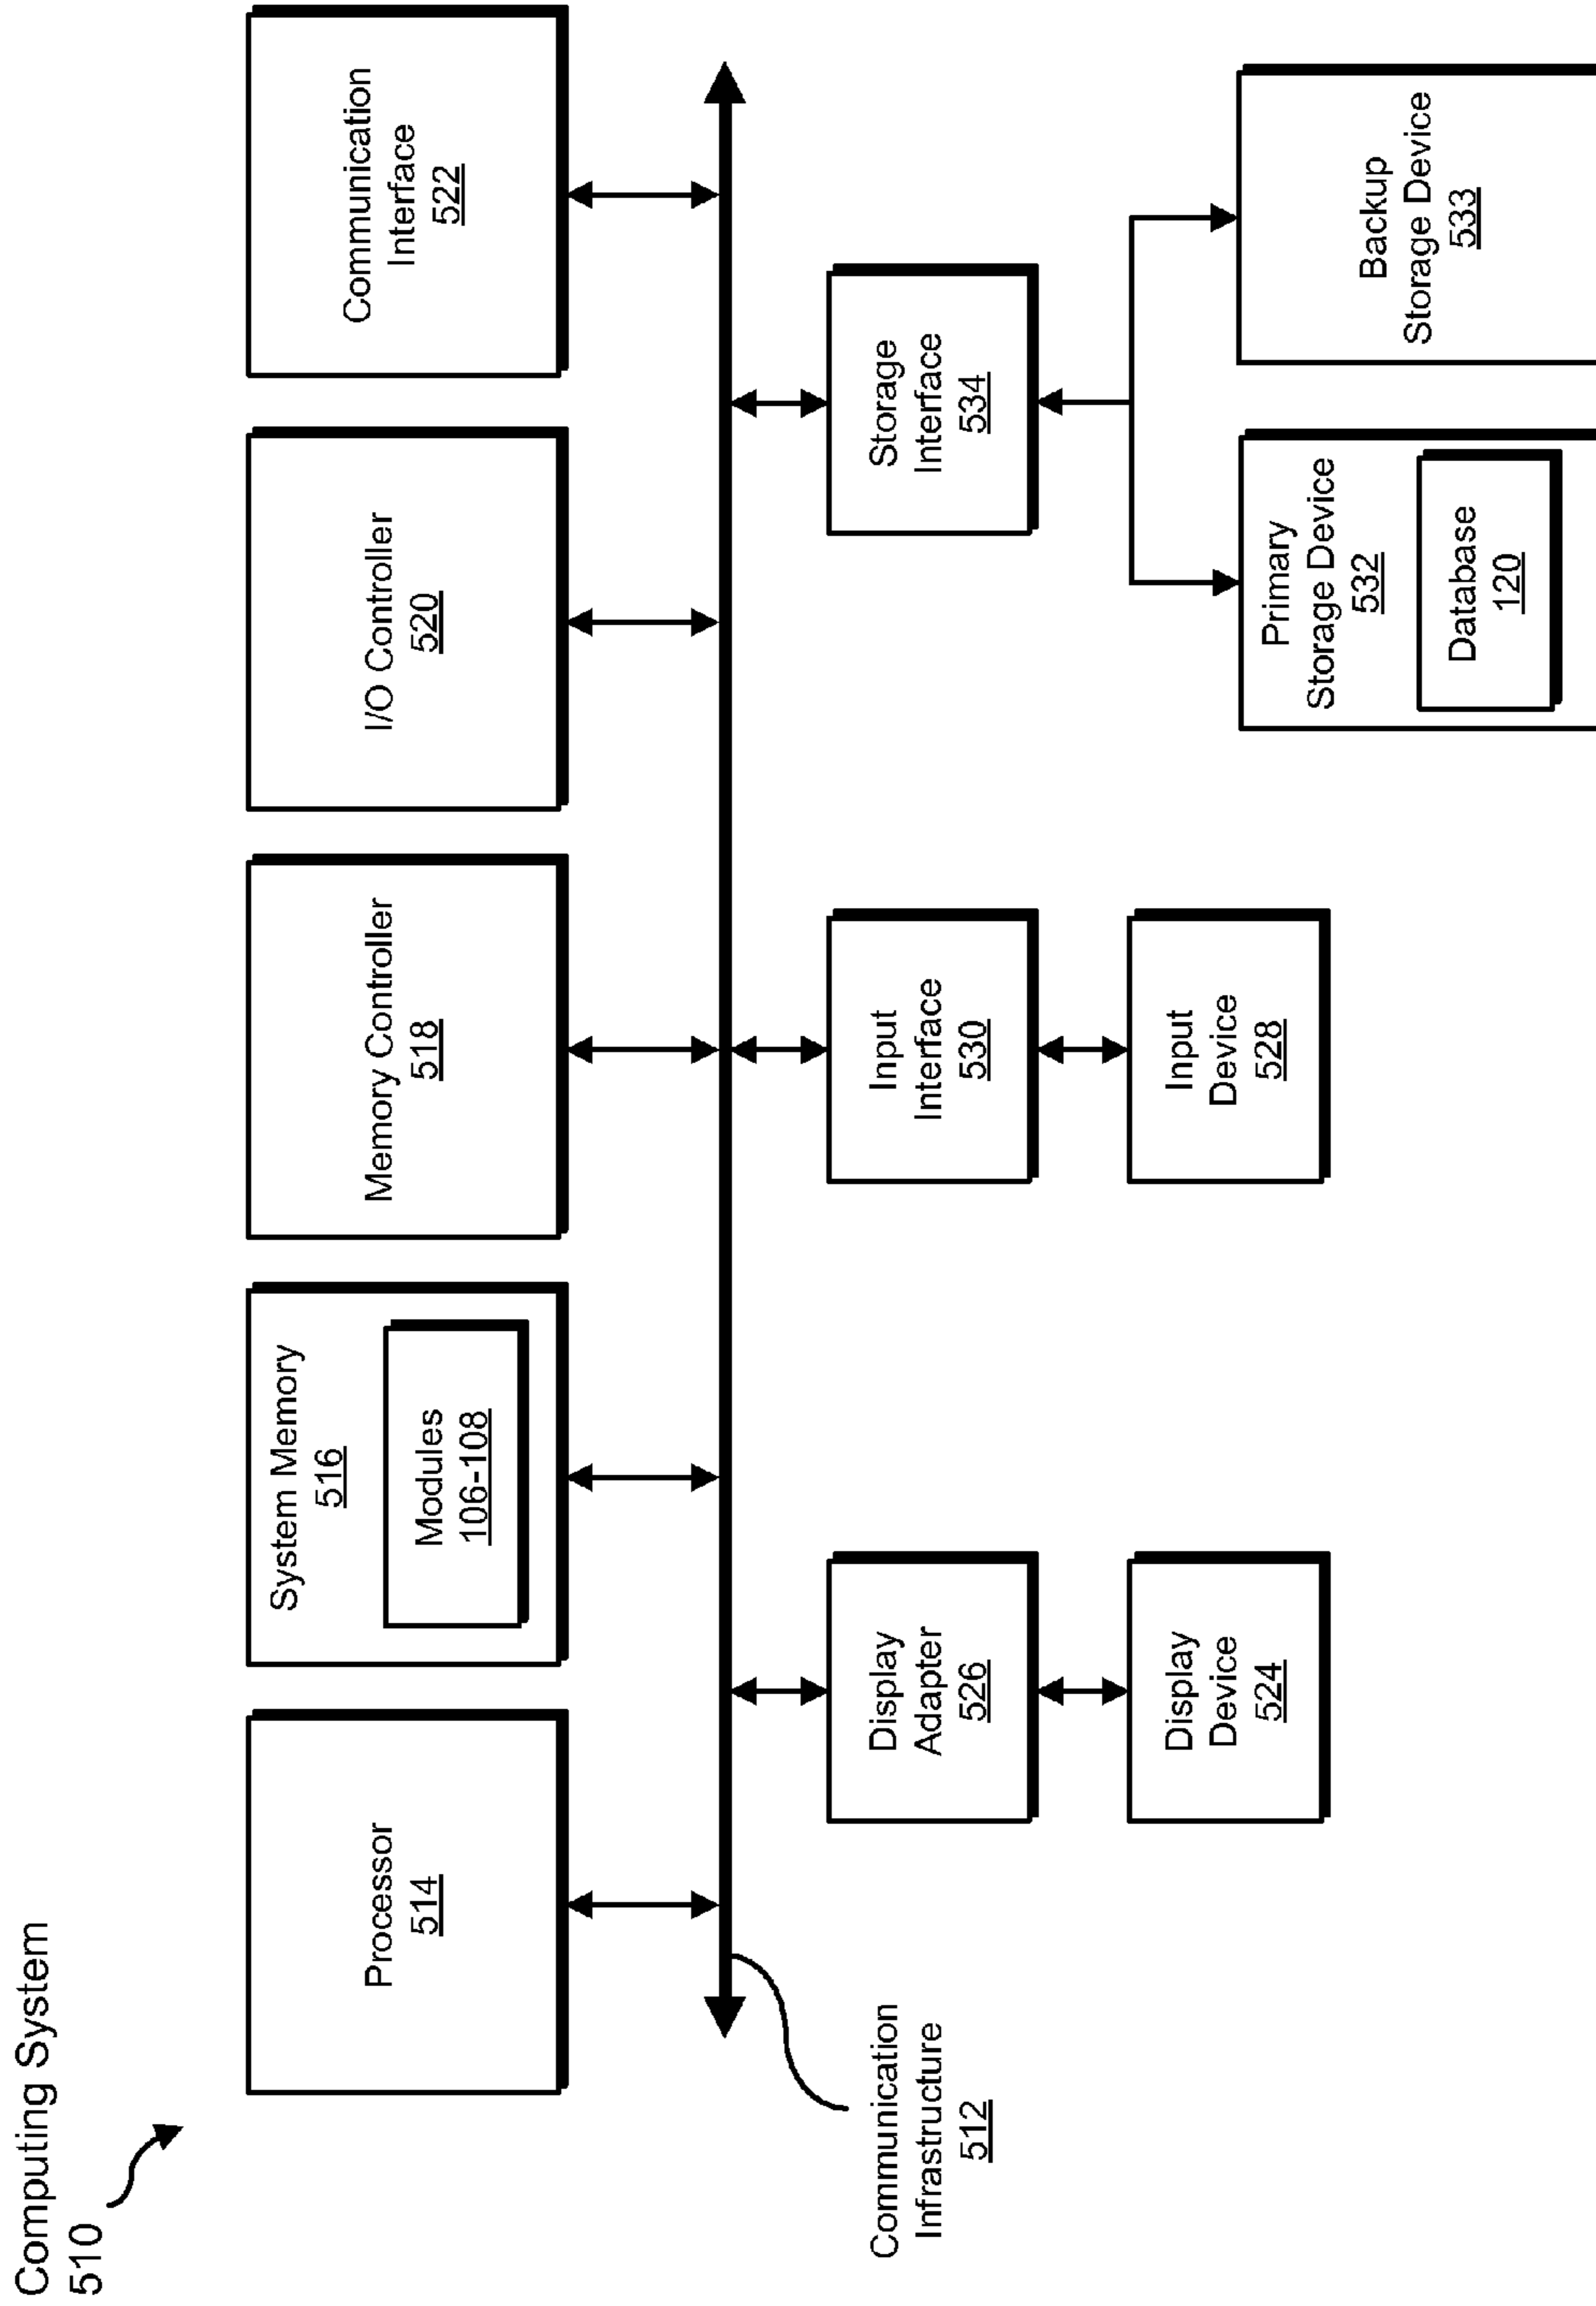 Computing System
510
Processor
514
System Memory
516
Modules
106-108
Memory Controller
518
I/O Controller
520
Communication
Interface
522
Communication
Infrastructure
512
Display
Adapter
526
Input
Interface
530
Storage
Interface
534
Display
Device
524
Input
Device
528
Primary
Storage Device
532
Database
120
Backup
Storage Device
533